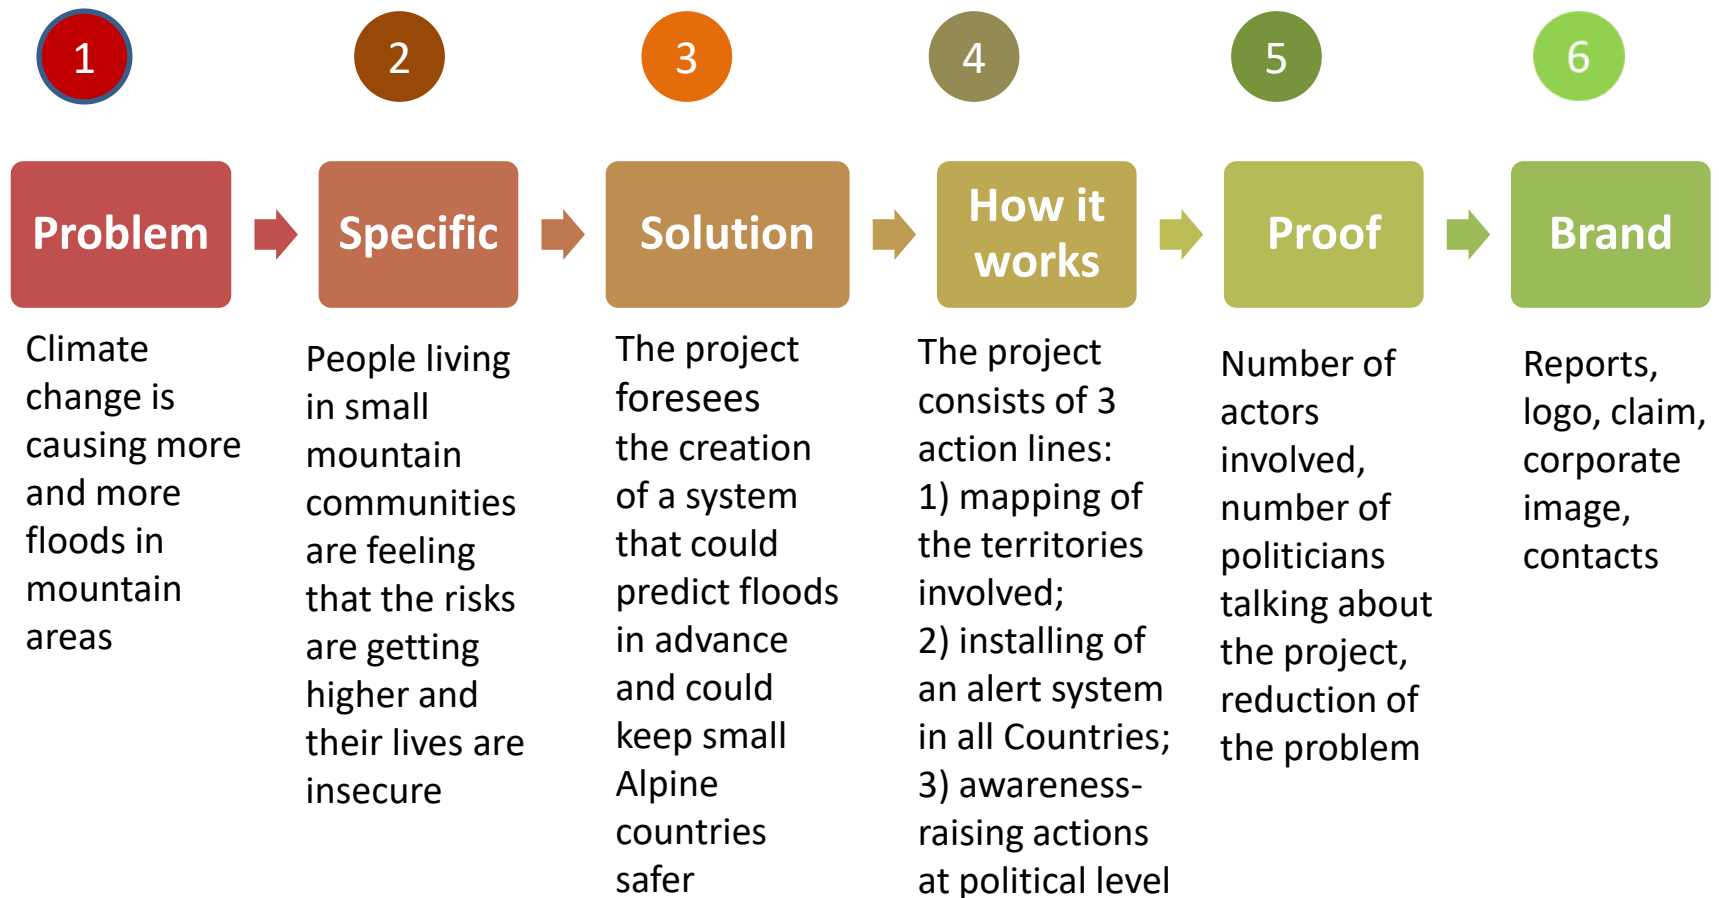 1
2
3
4
5
6
Problem
Specific
Solution
How it
works
Proof
Brand
Climate
change is
causing more
and more
floods in
mountain
areas
People living
in small
mountain
communities
are feeling
that the risks
are getting
higher and
their lives are
insecure
The project
foresees
the creation
of a system
that could
predict floods
in advance
and could
keep small
Alpine
countries
safer
The project
consists of 3
action lines:
1) mapping of
the territories
involved;
2) installing of
an alert system
in all Countries;
3) awareness-
raising actions
at political level
Number of
actors
involved,
number of
politicians
talking about
the project,
reduction of
the problem
Reports,
logo, claim,
corporate
image,
contacts